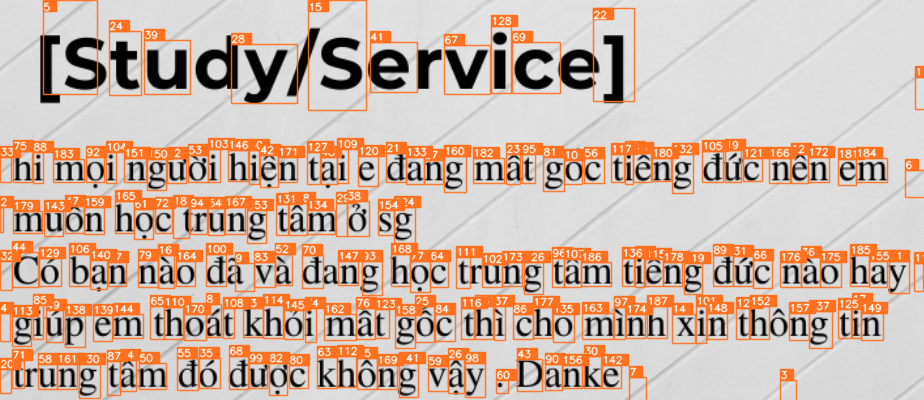 [Study/Service]
hi mọi người hiện tại e đang mất gốc tiếng đức nên em
muốn học trung tâm ở sg
Có bạn nào đã và đang học trung tâm tiếng đức nào hay
giúp em thoát khỏi mất gốc thì cho mình xin thông tin
trung tâm đó được không vậy . Danke